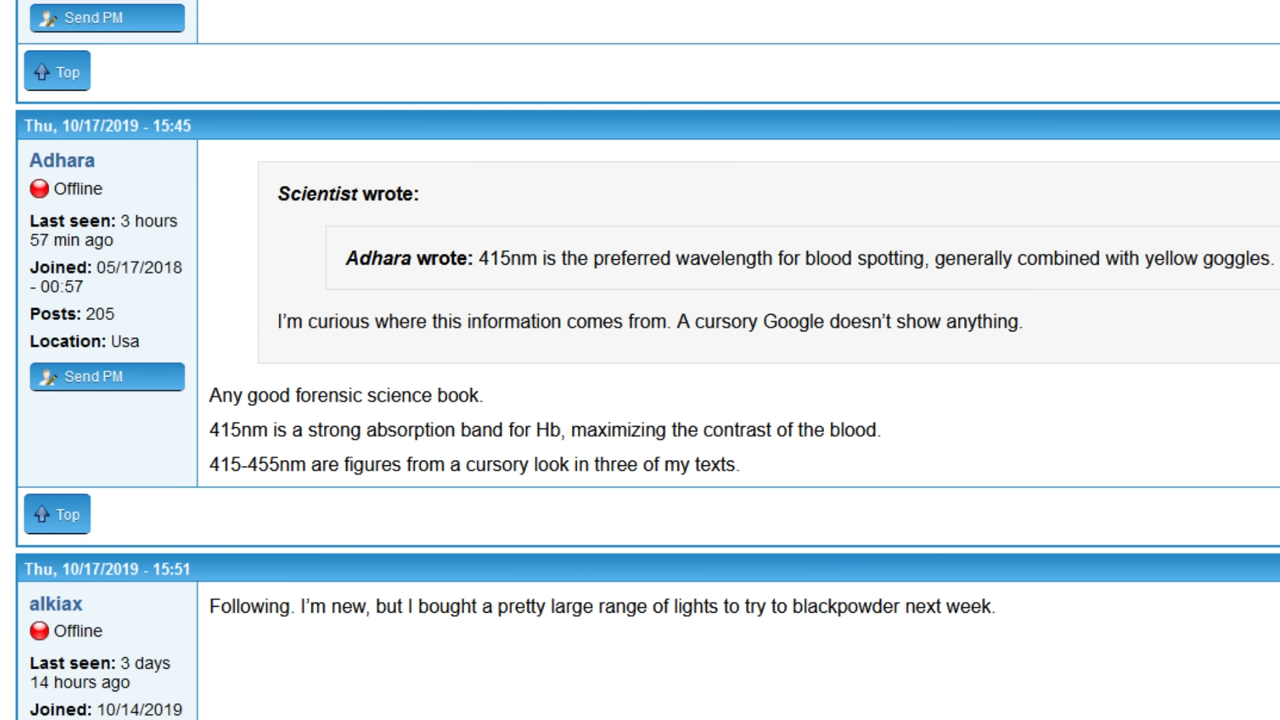 Send PM
Top
Thu, 10/17/2019 - 15:45
Adhara
Offline
Last seen: 3 hours
57 min ago
Joined: 05/17/2018
- 00:57
Posts: 205
Location: Usa
Send PM
Scientist wrote:
Adhara wrote: 415nm is the preferred wavelength for blood spotting, generally combined with yellow goggles.
I’m curious where this information comes from. A cursory Google doesn’t show anything.
Any good forensic science book.
415nm is a strong absorption band for Hb, maximizing the contrast of the blood.
415-455nm are figures from a cursory look in three of my texts.
Top
Thu, 10/17/2019 - 15:51
alkiax
Offline
Last seen: 3 days
14 hours ago
Joined: 10/14/2019
Following. I’m new, but I bought a pretty large range of lights to try to blackpowder next week.